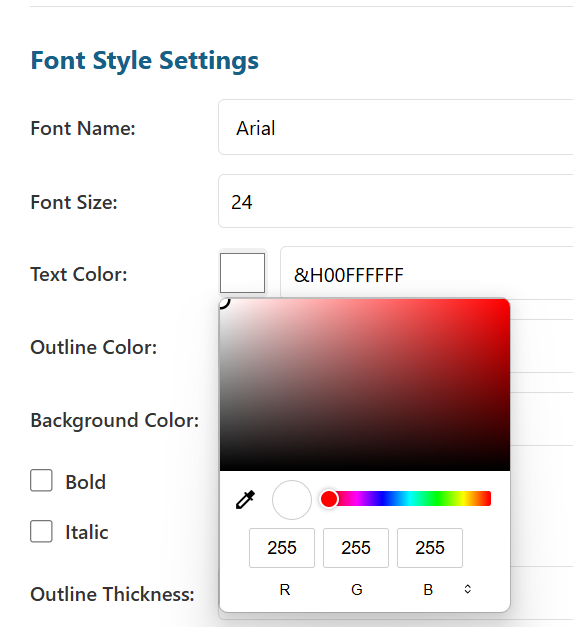 Font Style Settings
Font Name: Arial
Font Size: 24
Text Color: &H00FFFFFF
Outline Color:
Background Color:
Bold
255 255 255
Italic
R G B
Outline Thickness: